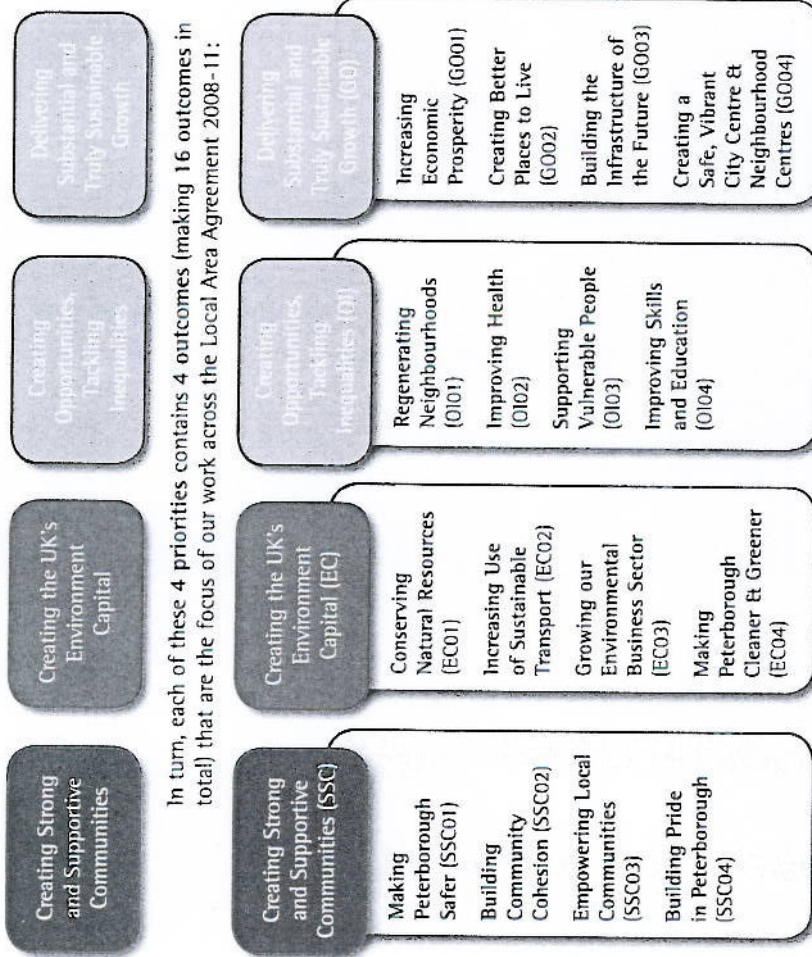 Creating Strong
and Supportive
Communities
Creating the UK's
Environment
Capital
Creating
Opportunities,
Tackling
Inequalities
Delivering
Substantial and
Truly Sustainable
Growth
In turn, each of these 4 priorities contains 4 outcomes (making 16 outcomes in
total) that are the focus of our work across the Local Area Agreement 2008-11:
Creating Strong
and Supportive
Communities (SSC)
Making
Peterborough
Safer (SSC01)
Building
Community
Cohesion (SSC02)
Empowering Local
Communities
(SSC03)
Building Pride
in Peterborough
(SSC04)
Creating the UK's
Environment
Capital (EC)
Conserving
Natural Resources
(EC01)
Increasing Use
of Sustainable
Transport (EC02)
Growing our
Environmental
Business Sector
(EC03)
Making
Peterborough
Cleaner & Greener
(EC04)
Creating
Opportunities,
Tackling
Inequalities (OI)
Regenerating
Neighbourhoods
(OI01)
Improving Health
(OI02)
Supporting
Vulnerable People
(OI03)
Improving Skills
and Education
(OI04)
Delivering
Substantial and
Truly Sustainable
Growth (GO)
Increasing
Economic
Prosperity (GO01)
Creating Better
Places to Live
(GO02)
Building the
Infrastructure of
the Future (GO03)
Creating a
Safe, Vibrant
City Centre &
Neighbourhood
Centres (GO04)